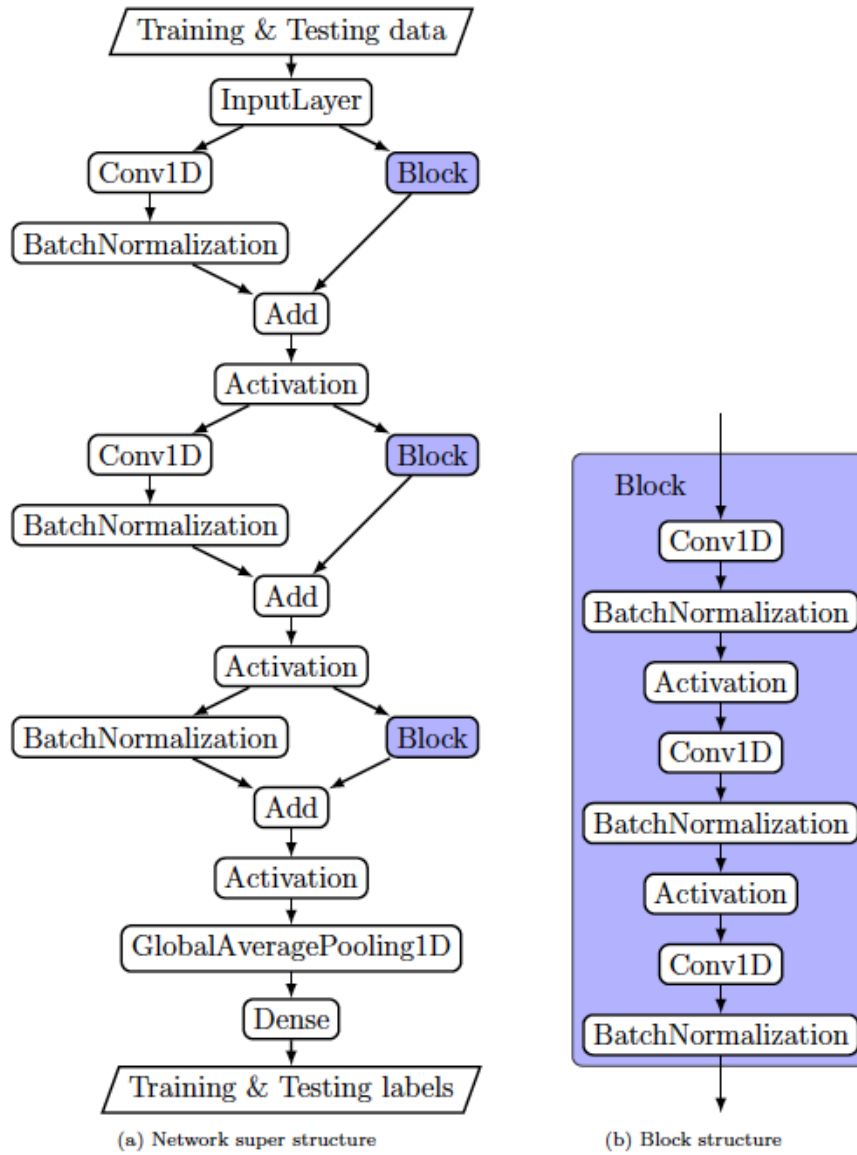 Training & Testing data
InputLayer
Conv1D
Block
BatchNormalization
Add
Activation
Conv1D
Block
BatchNormalization
Add
Activation
BatchNormalization
Block
Add
Activation
GlobalAveragePooling1D
Dense
Training & Testing labels
(a) Network super structure
Block
Conv1D
BatchNormalization
Activation
Conv1D
BatchNormalization
Activation
Conv1D
BatchNormalization
(b) Block structure